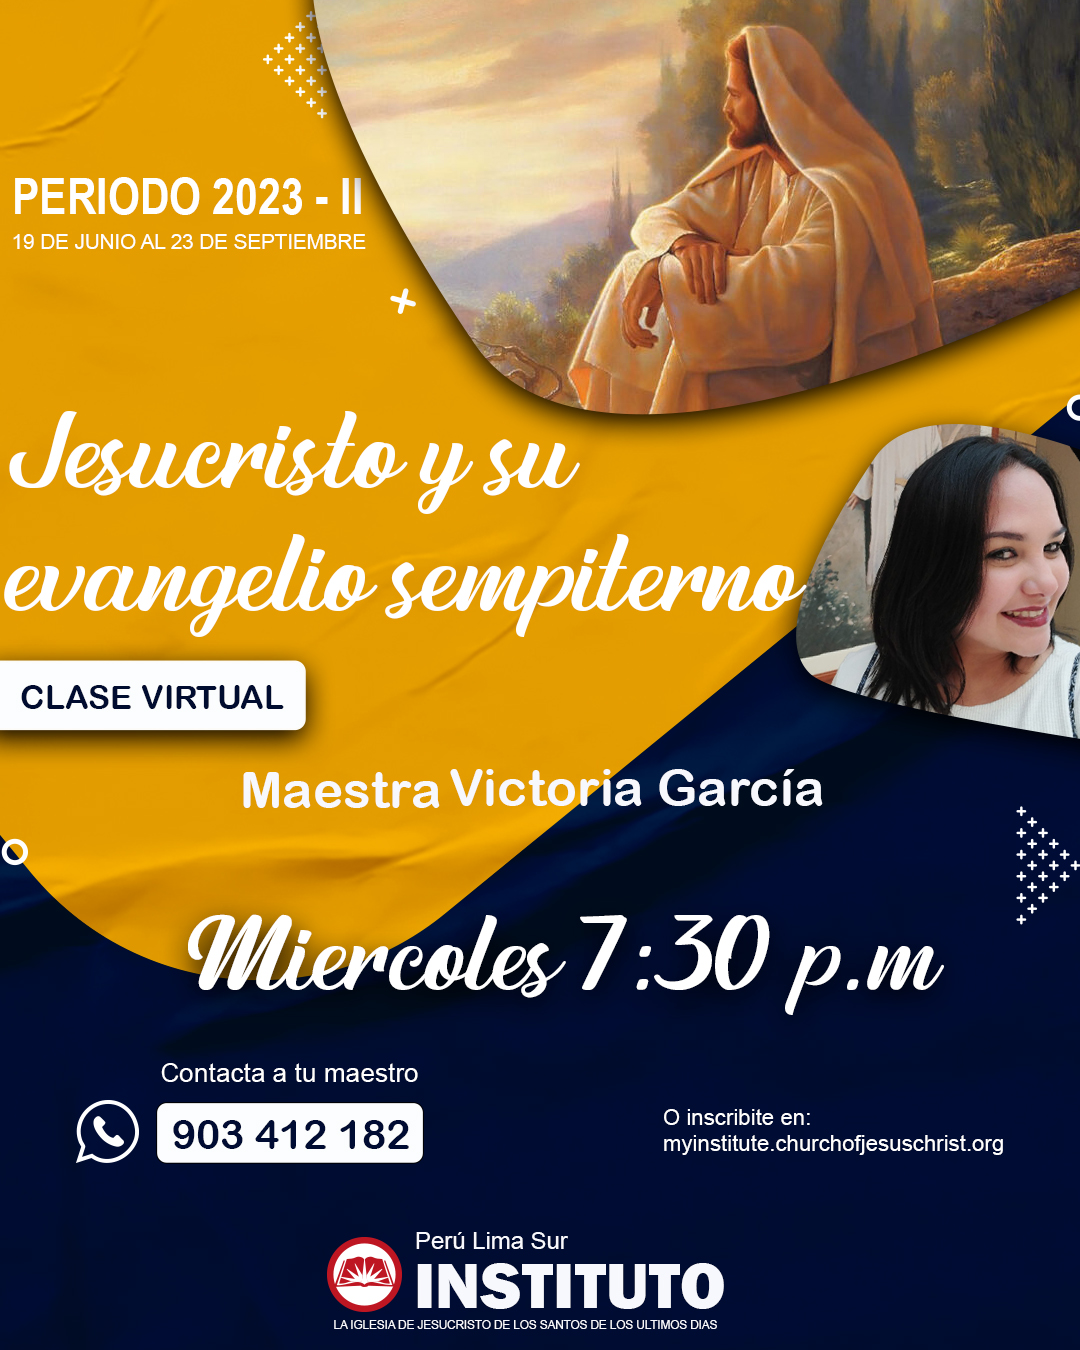 PERIODO 2023 - II
19 DE JUNIO AL 23 DE SEPTIEMBRE
Jesucristo y su
evangelio sempiterno
CLASE VIRTUAL
Maestra Victoria García
Miercoles 7:30 p.m
Contacta a tu maestro
903 412 182
O inscribite en:
myinstitute.churchofjesuschrist.org
Perú Lima Sur
INSTITUTO
LA IGLESIA DE JESUCRISTO DE LOS SANTOS DE LOS ULTIMOS DIAS